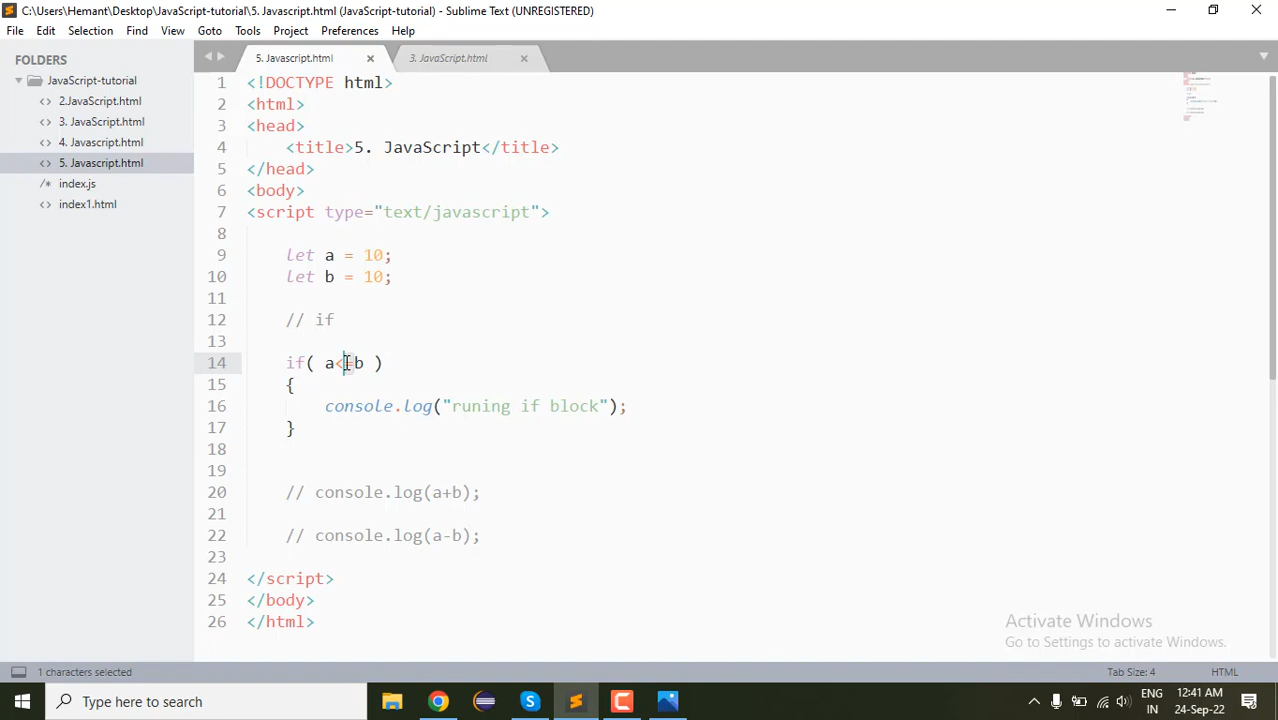 C:\Users\Hemant\Desktop\JavaScript-tutorial\5. Javascript.html (JavaScript-tutorial) - Sublime Text (UNREGISTERED)
File Edit Selection Find View Goto Tools Project Preferences Help
FOLDERS
JavaScript-tutorial
<> 2.JavaScript.html
<> 3. JavaScript.html
<> 4. Javascript.html
<> 5. Javascript.html
/* index.js
<> index1.html
5. Javascript.html 3. JavaScript.html
1 <!DOCTYPE html>
2 <html>
3 <head>
4 <title>5. JavaScript</title>
5 </head>
6 <body>
7 <script type="text/javascript">
8
9 let a = 10;
10 let b = 10;
11
12 // if
13
14 if( a<=b )
15 {
16 console.log("runing if block");
17 }
18
19
20 // console.log(a+b);
21
22 // console.log(a-b);
23
24 </script>
25 </body>
26 </html>
Activate Windows
Go to Settings to activate Windows.
1 characters selected Tab Size: 4 HTML
Type here to search
ENG
IN
12:41 AM
24-Sep-22